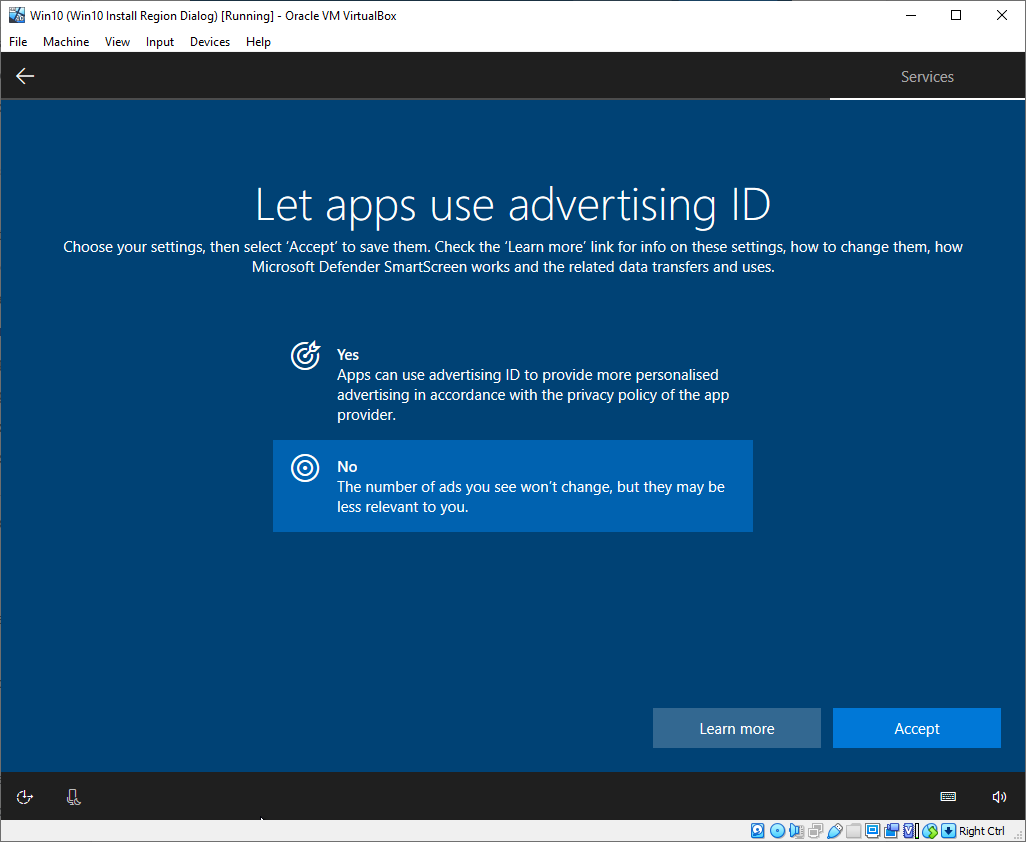 Win10 (Win10 Install Region Dialog) [Running] - Oracle VM VirtualBox
File Machine View Input Devices Help
Services
Let apps use advertising ID
Choose your settings, then select ‘Accept’ to save them. Check the ‘Learn more’ link for info on these settings, how to change them, how
Microsoft Defender SmartScreen works and the related data transfers and uses.
Yes
Apps can use advertising ID to provide more personalised
advertising in accordance with the privacy policy of the app
provider.
No
The number of ads you see won’t change, but they may be
less relevant to you.
Learn more Accept
Right Ctrl